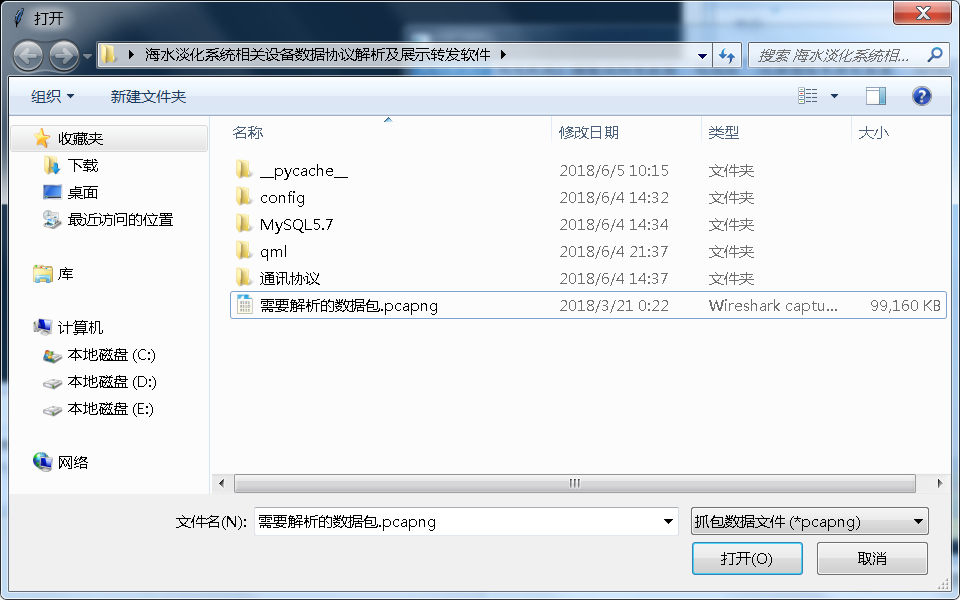 打开
海水淡化系统相关设备数据协议解析及展示转发软件
搜索 海水淡化系统相...
组织
新建文件夹
收藏夹
下载
桌面
最近访问的位置
库
计算机
本地磁盘 (C:)
本地磁盘 (D:)
本地磁盘 (E:)
网络
名称 修改日期 类型 大小
__pycache__ 2018/6/5 10:15 文件夹
config 2018/6/4 14:32 文件夹
MySQL5.7 2018/6/4 14:34 文件夹
qml 2018/6/4 21:37 文件夹
通讯协议 2018/6/4 14:37 文件夹
需要解析的数据包.pcapng 2018/3/21 0:22 Wireshark captu... 99,160 KB
文件名(N): 需要解析的数据包.pcapng
抓包数据文件 (*pcapng)
打开(O)
取消